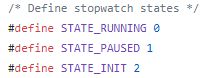 /* Define stopwatch states */
#define STATE_RUNNING 0
#define STATE_PAUSED 1
#define STATE_INIT 2